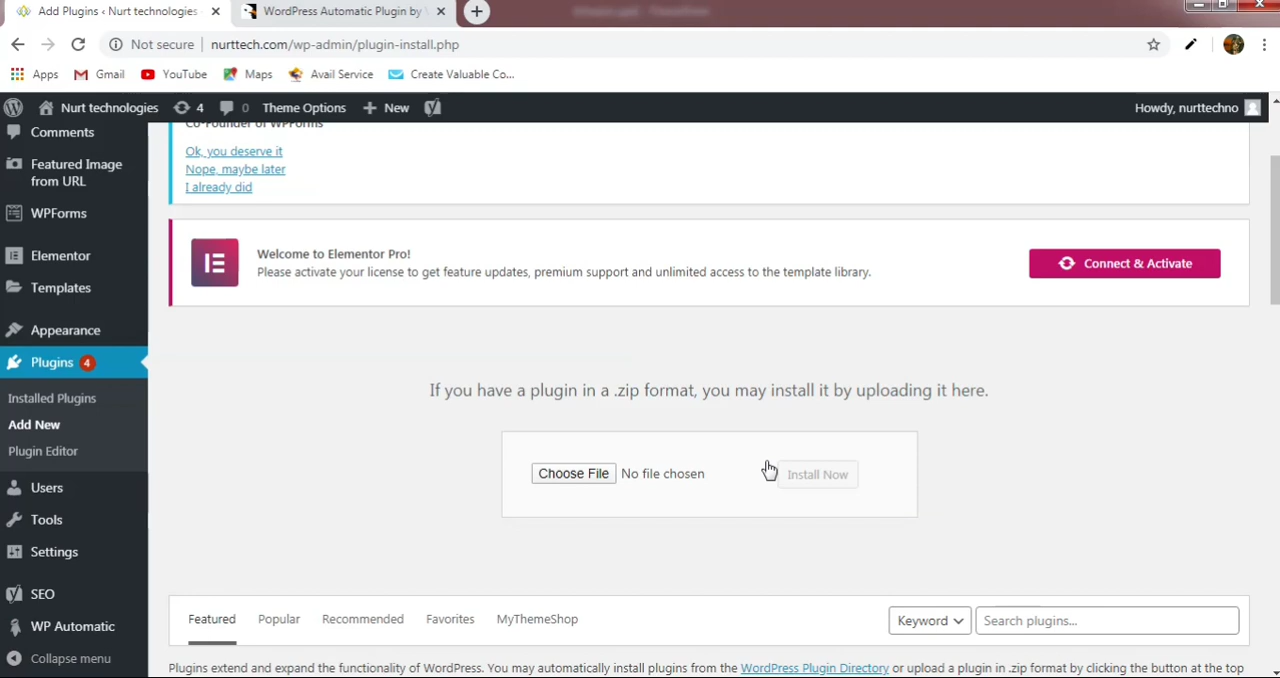 Add Plugins ‹ Nurt technologies
WordPress Automatic Plugin by
Not secure | nurttech.com/wp-admin/plugin-install.php
Apps Gmail YouTube Maps Avail Service Create Valuable Co...
Nurt technologies 4 0 Theme Options + New Howdy, nurttechno
Comments
Featured Image
from URL
WPForms
Elementor
Templates
Appearance
Plugins 4
Installed Plugins
Add New
Plugin Editor
Users
Tools
Settings
SEO
WP Automatic
Collapse menu
Co-Founder of WPForms
Ok, you deserve it
Nope, maybe later
I already did
Welcome to Elementor Pro!
Please activate your license to get feature updates, premium support and unlimited access to the template library.
Connect & Activate
If you have a plugin in a .zip format, you may install it by uploading it here.
Choose File No file chosen Install Now
Featured Popular Recommended Favorites MyThemeShop Keyword Search plugins...
Plugins extend and expand the functionality of WordPress. You may automatically install plugins from the WordPress Plugin Directory or upload a plugin in .zip format by clicking the button at the top